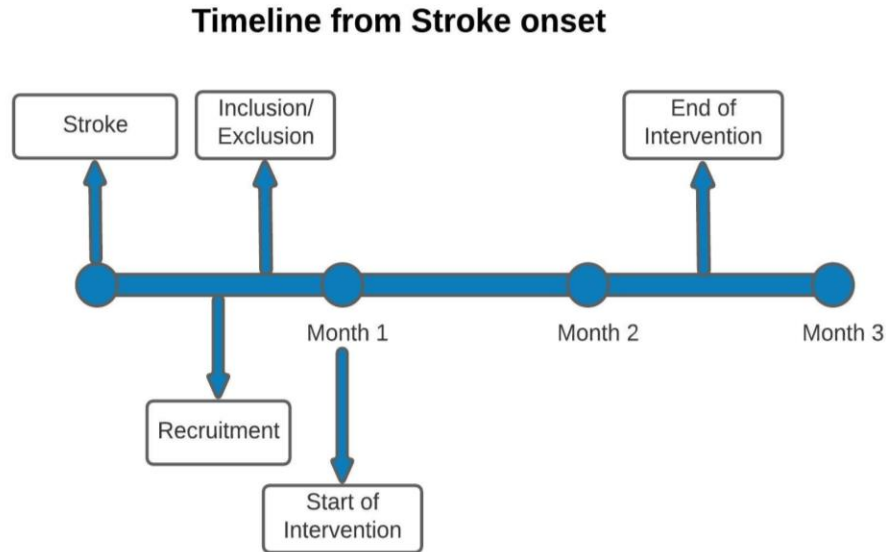 Timeline from Stroke onset
Stroke
Inclusion/
Exclusion
End of
Intervention
Month 1
Month 2
Month 3
Recruitment
Start of
Intervention